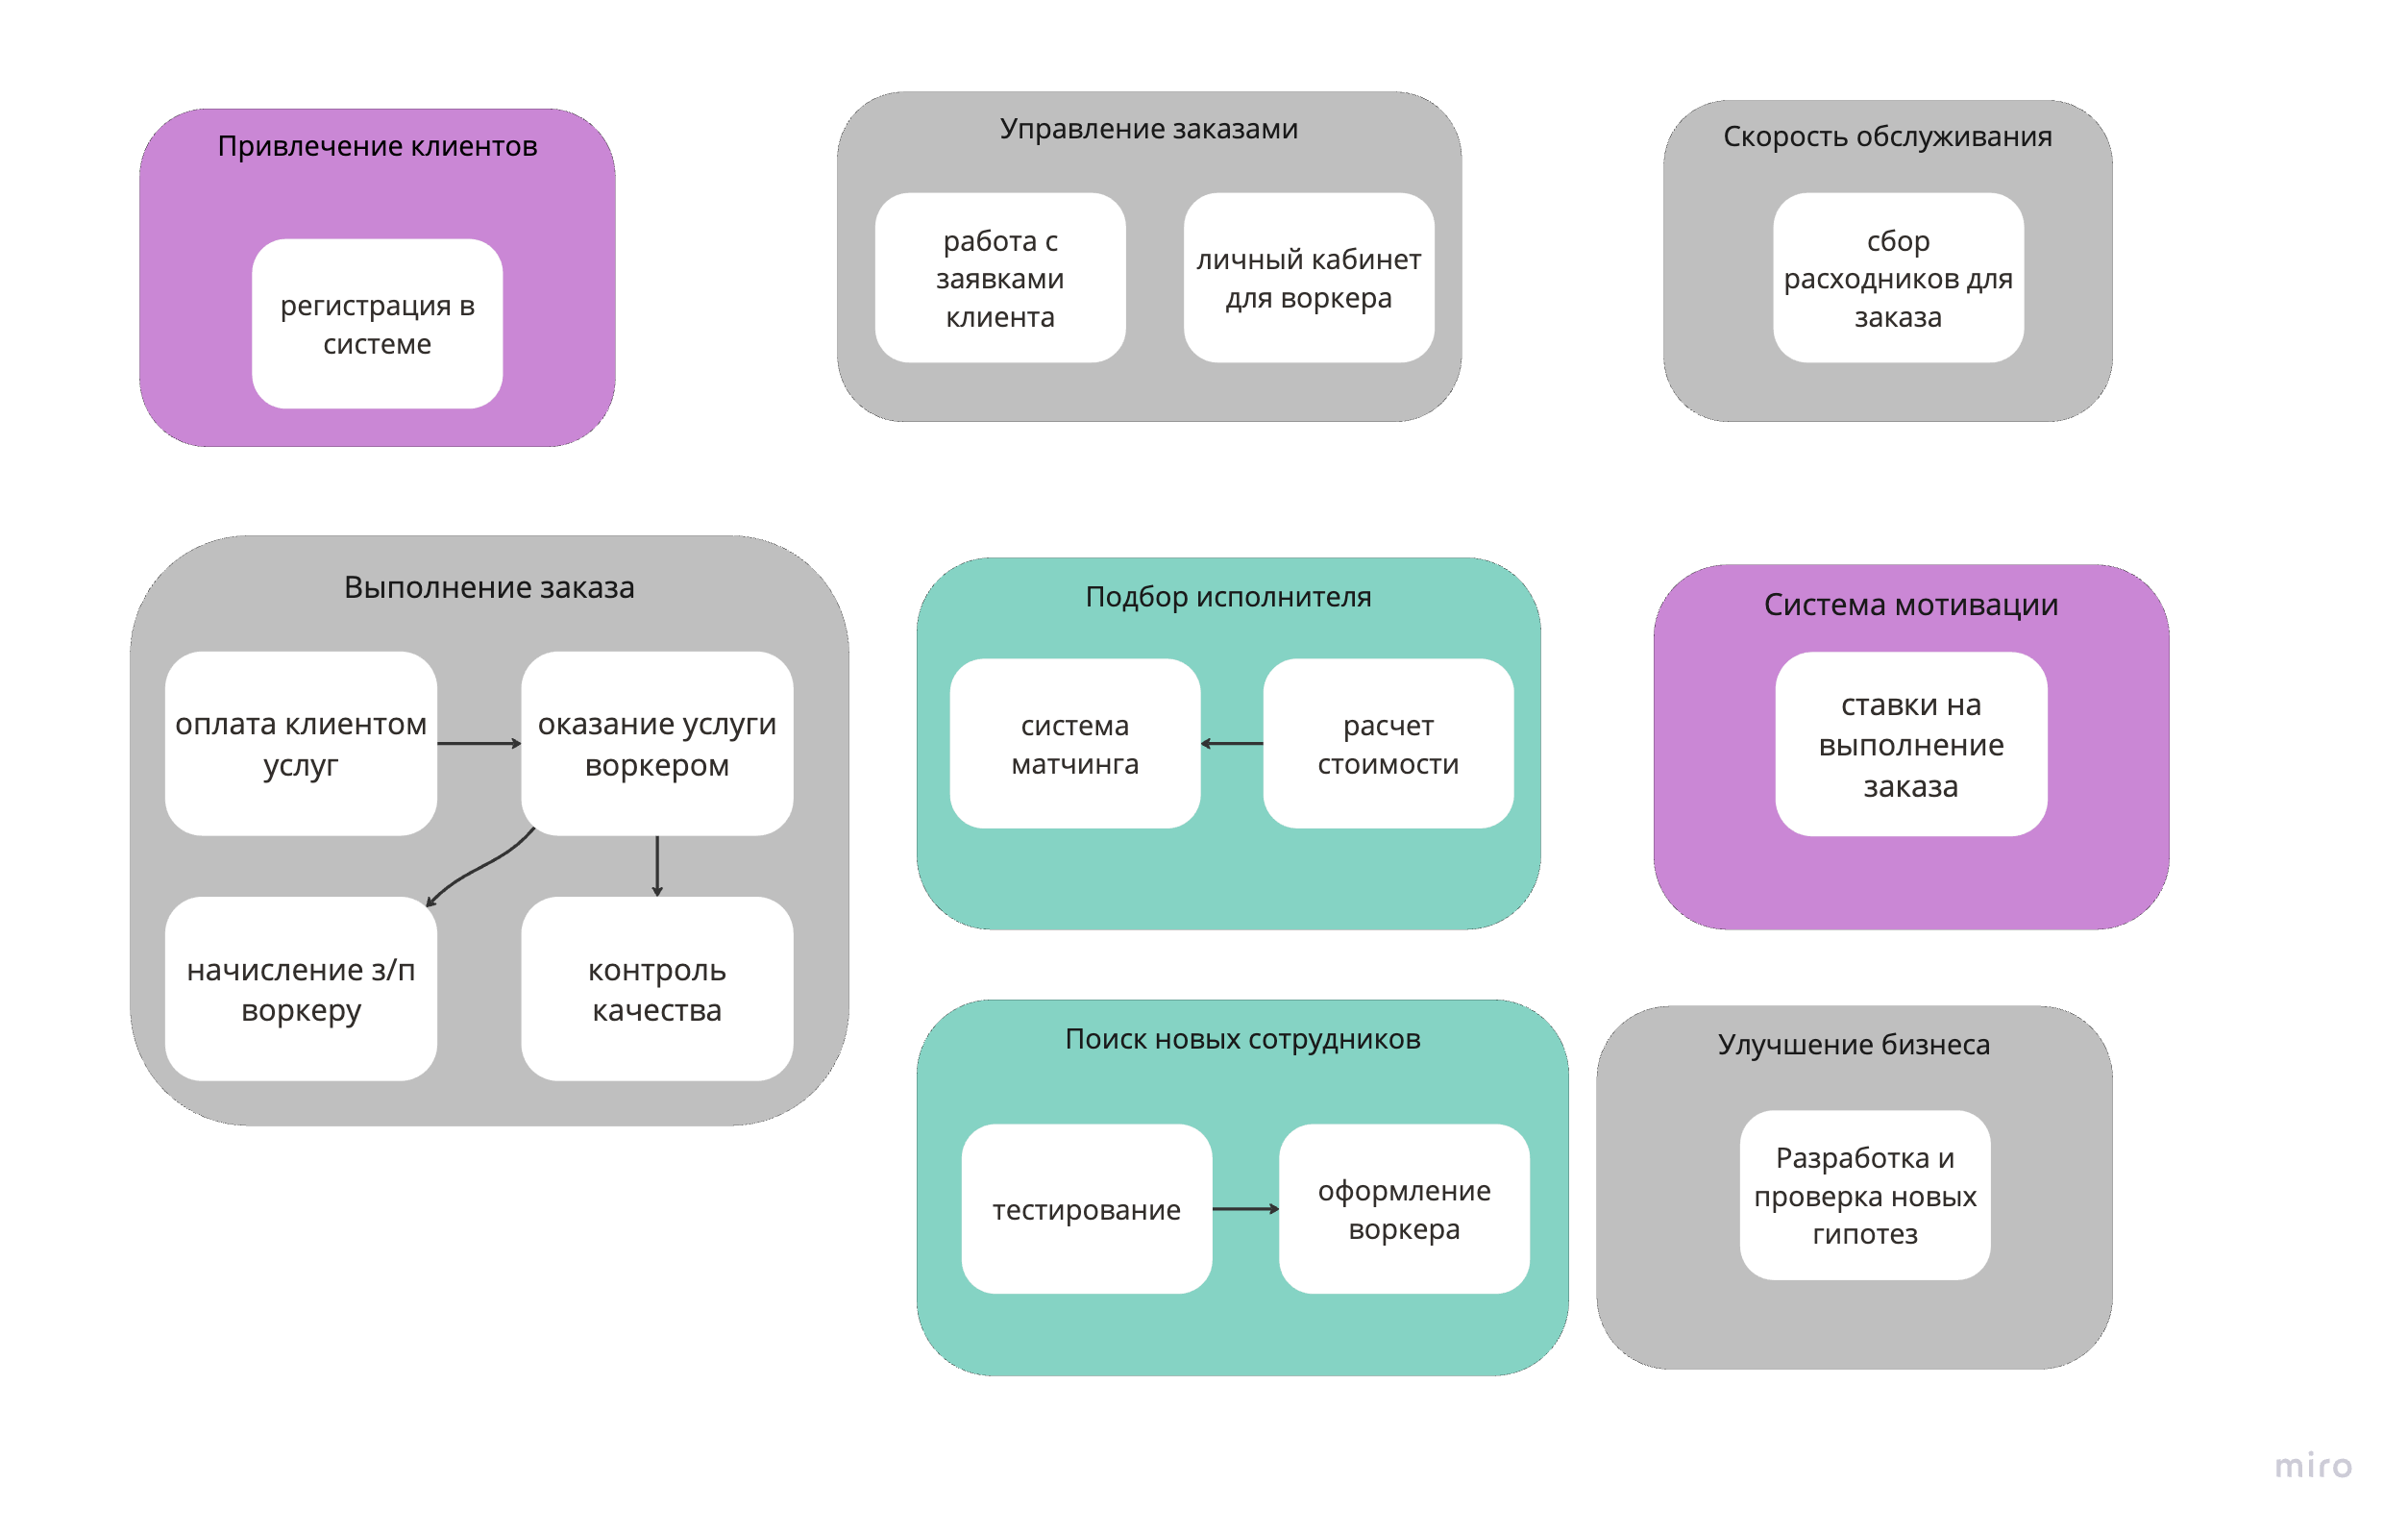 Привлечение клиентов
регистрация в
системе
Управление заказами
работа с
заявками
клиента
личный кабинет
для воркера
Скорость обслуживания
сбор
расходников для
заказа
Выполнение заказа
оплата клиентом
услуг
оказание услуги
воркером
начисление з/п
воркеру
контроль
качества
Подбор исполнителя
система
матчинга
расчет
стоимости
Система мотивации
ставки на
выполнение
заказа
Поиск новых сотрудников
тестирование
оформление
воркера
Улучшение бизнеса
Разработка и
проверка новых
гипотез
miro